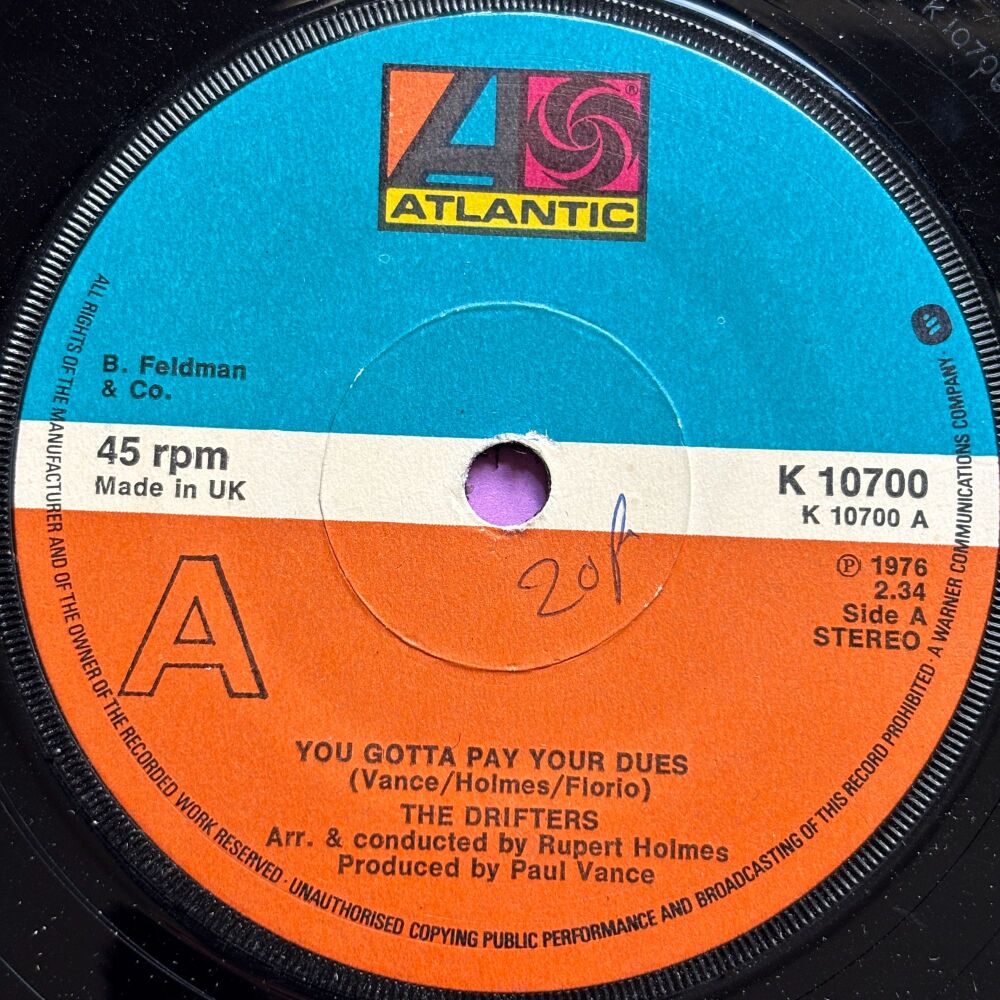 ATLANTIC
®
B. Feldman
& Co.
45 rpm
Made in UK
K 10700
K 10700 A
℗ 1976
2.34
Side A
STEREO
A
20p
YOU GOTTA PAY YOUR DUES
(Vance/Holmes/Florio)
THE DRIFTERS
Arr. & conducted by Rupert Holmes
Produced by Paul Vance
ALL RIGHTS OF THE MANUFACTURER AND OF THE OWNER OF THE RECORDED WORK RESERVED · UNAUTHORISED COPYING PUBLIC PERFORMANCE AND BROADCASTING OF THIS RECORD PROHIBITED · A WARNER COMMUNICATIONS COMPANY ·